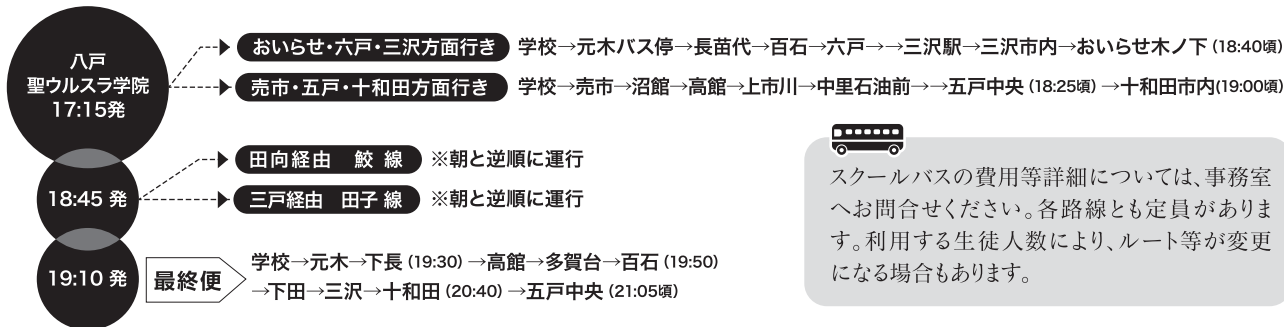 八戸
聖ウルスラ学院
17:15発
おいらせ・六戸・三沢方面行き 学校→元木バス停→長苗代→百石→六戸→→三沢駅→三沢市内→おいらせ木ノ下（18:40頃）
売市・五戸・十和田方面行き 学校→売市→沼館→高館→上市川→中里石油前→→五戸中央（18:25頃）→十和田市内(19:00頃)
18:45 発
田向経由 鮫 線 ※朝と逆順に運行
三戸経由 田子 線 ※朝と逆順に運行
19:10 発
最終便
学校→元木→下長（19:30）→高館→多賀台→百石（19:50）
→下田→三沢→十和田（20:40）→五戸中央（21:05頃）
スクールバスの費用等詳細については、事務室
へお問合せください。各路線とも定員がありま
す。利用する生徒人数により、ルート等が変更
になる場合もあります。